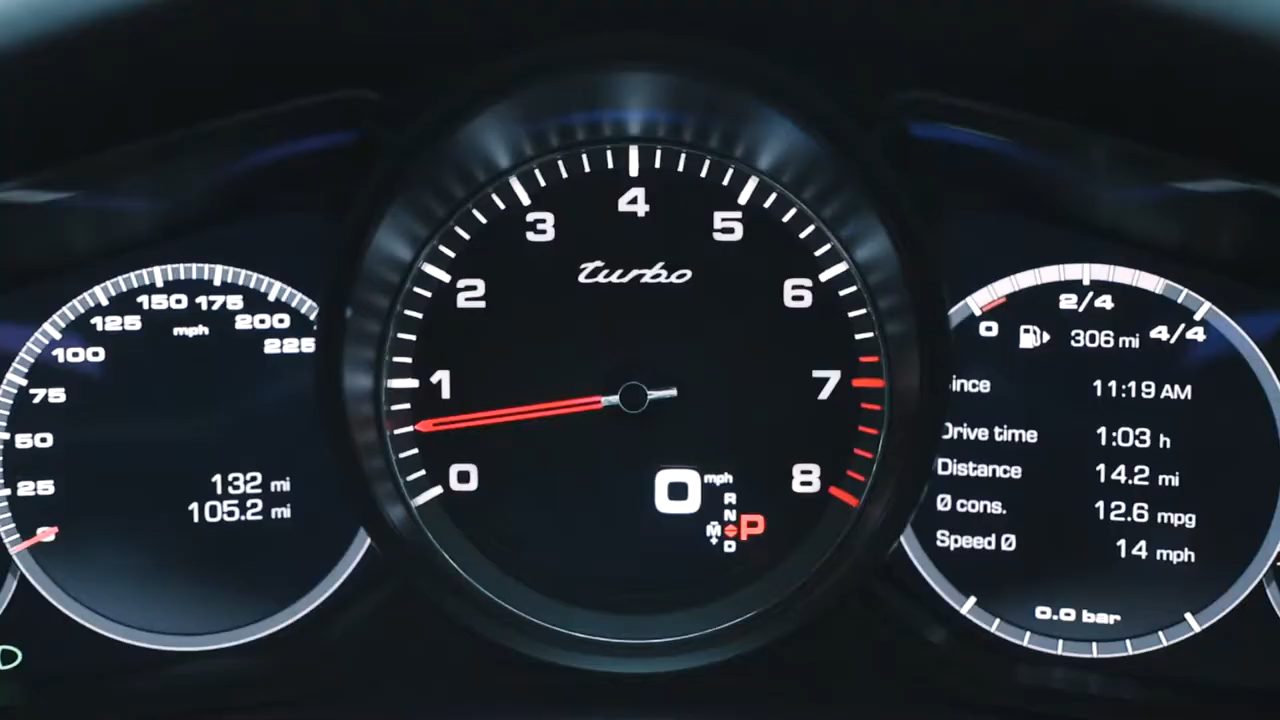 150 175
125 mph 200
100 225
75
50
25
0
132 mi
105.2 mi
4
3 5
turbo
2 6
1 7
0 8
0 mph
R
N
M P
+ D
2/4
0 306 mi 4/4
ince 11:19 AM
Drive time 1:03 h
Distance 14.2 mi
Ø cons. 12.6 mpg
Speed Ø 14 mph
0.0 bar